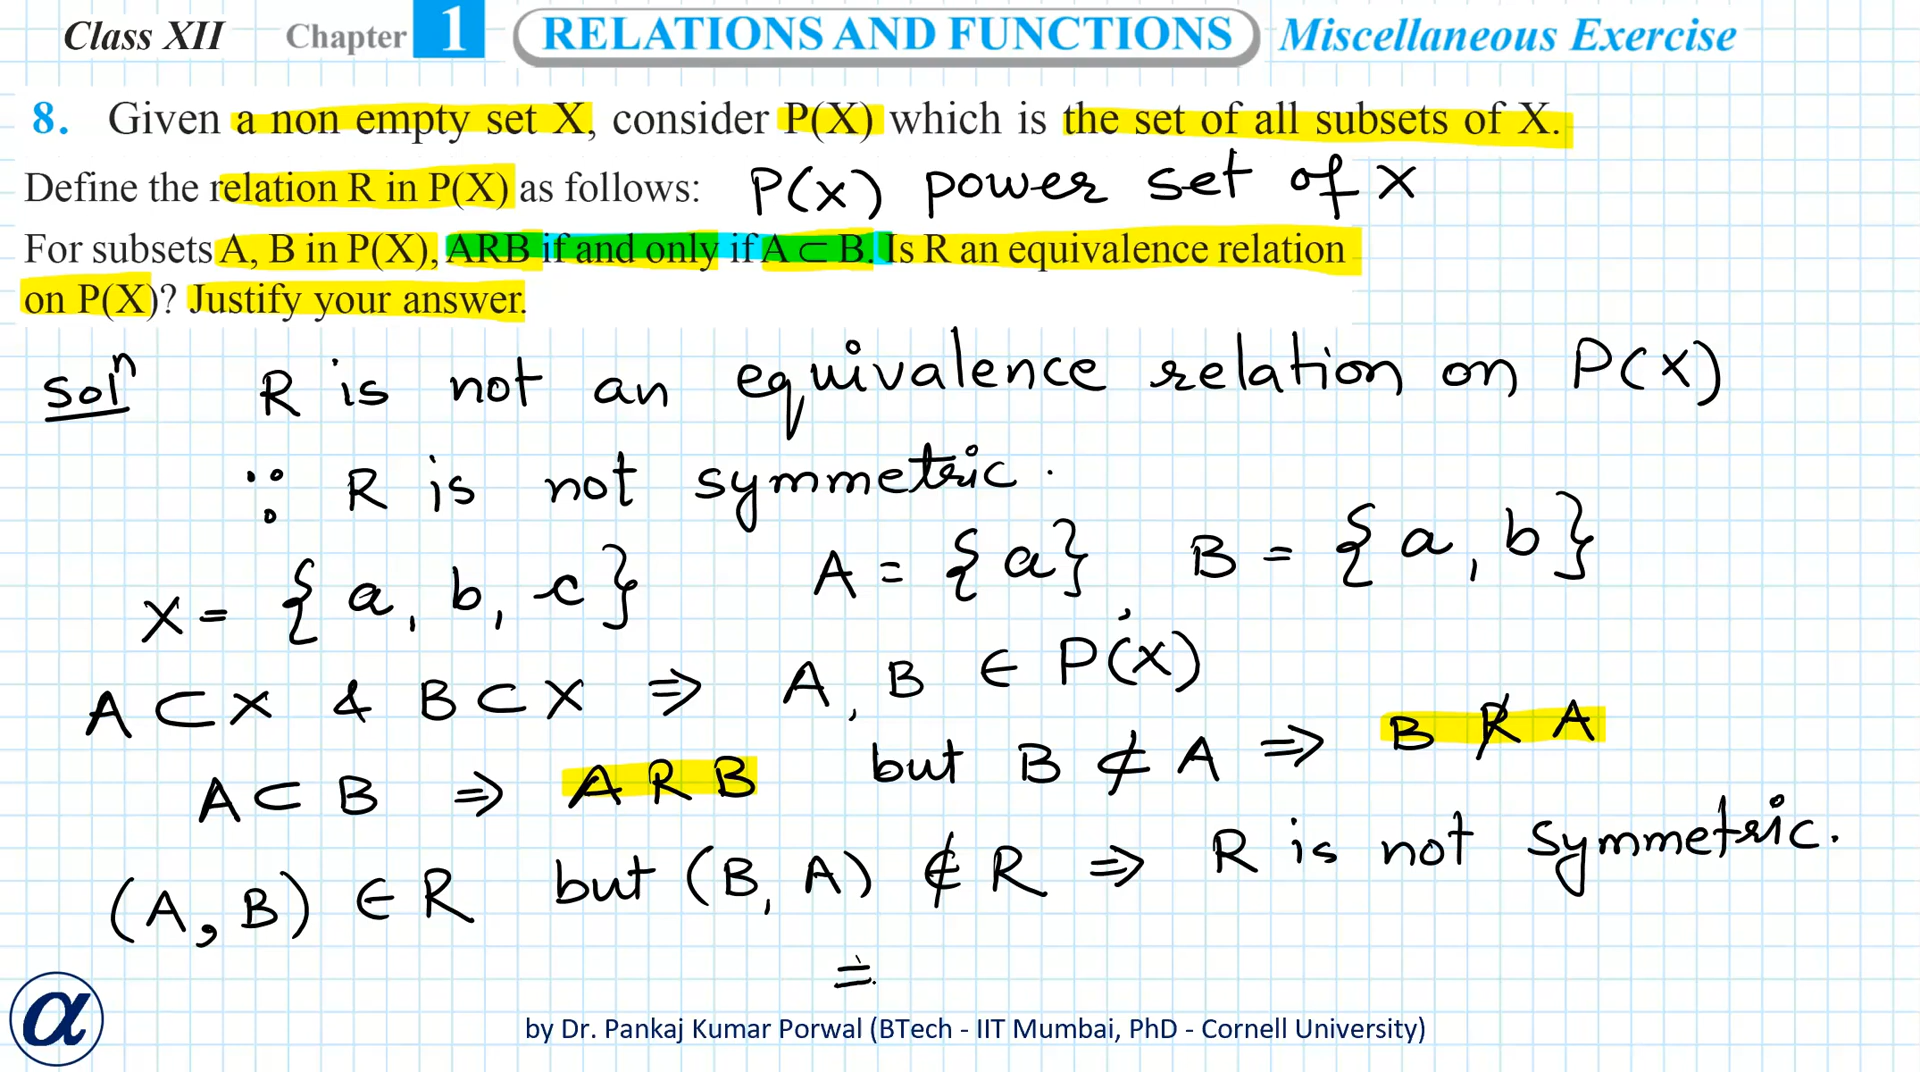 Class XII Chapter 1 RELATIONS AND FUNCTIONS Miscellaneous Exercise
8. Given a non empty set X, consider P(X) which is the set of all subsets of X.
Define the relation R in P(X) as follows: P(X) power set of X
For subsets A, B in P(X), ARB if and only if A ⊂ B. Is R an equivalence relation
on P(X)? Justify your answer.
Solⁿ R is not an equivalence relation on P(X)
∵ R is not symmetric.
X = {a, b, c} A = {a}, B = {a, b}
A ⊂ X & B ⊂ X ⇒ A, B ∈ P(X)
A ⊂ B ⇒ A R B but B ⊄ A ⇒ B R̸ A
(A, B) ∈ R but (B, A) ∉ R ⇒ R is not symmetric.
α
by Dr. Pankaj Kumar Porwal (BTech - IIT Mumbai, PhD - Cornell University)